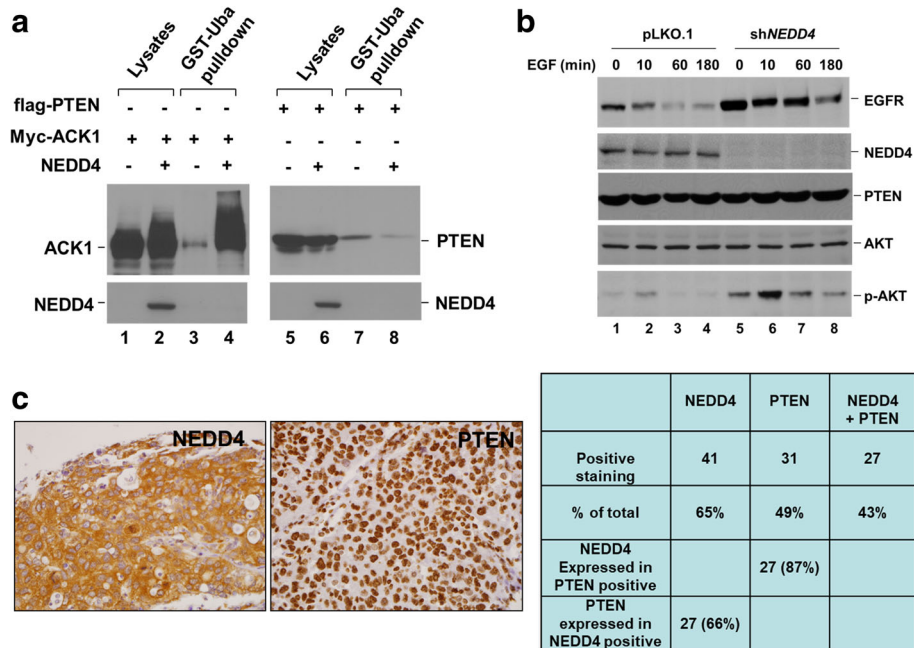 a
Lysates
GST-Uba pulldown
Lysates
GST-Uba pulldown
flag-PTEN - - - - + + + +
Myc-ACK1 + + + + - - - -
NEDD4 - + - + - + - +
ACK1
PTEN
NEDD4
NEDD4
1 2 3 4 5 6 7 8
b
pLKO.1 shNEDD4
EGF (min) 0 10 60 180 0 10 60 180
EGFR
NEDD4
PTEN
AKT
p-AKT
1 2 3 4 5 6 7 8
c
NEDD4
PTEN
NEDD4 PTEN NEDD4
+ PTEN
Positive
staining 41 31 27
% of total 65% 49% 43%
NEDD4
Expressed in
PTEN positive 27 (87%)
PTEN
expressed in
NEDD4 positive 27 (66%)